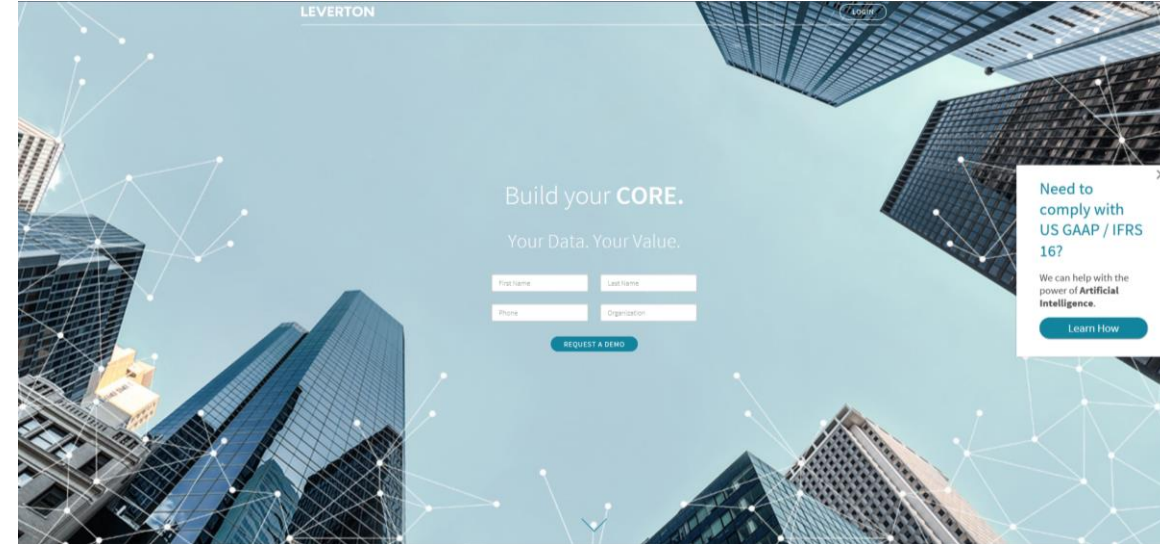 LEVERTON
LOGIN
Build your CORE.
Your Data. Your Value.
First Name
Last Name
Phone
Organization
REQUEST A DEMO
Need to
comply with
US GAAP / IFRS
16?
We can help with the
power of Artificial
Intelligence.
Learn How